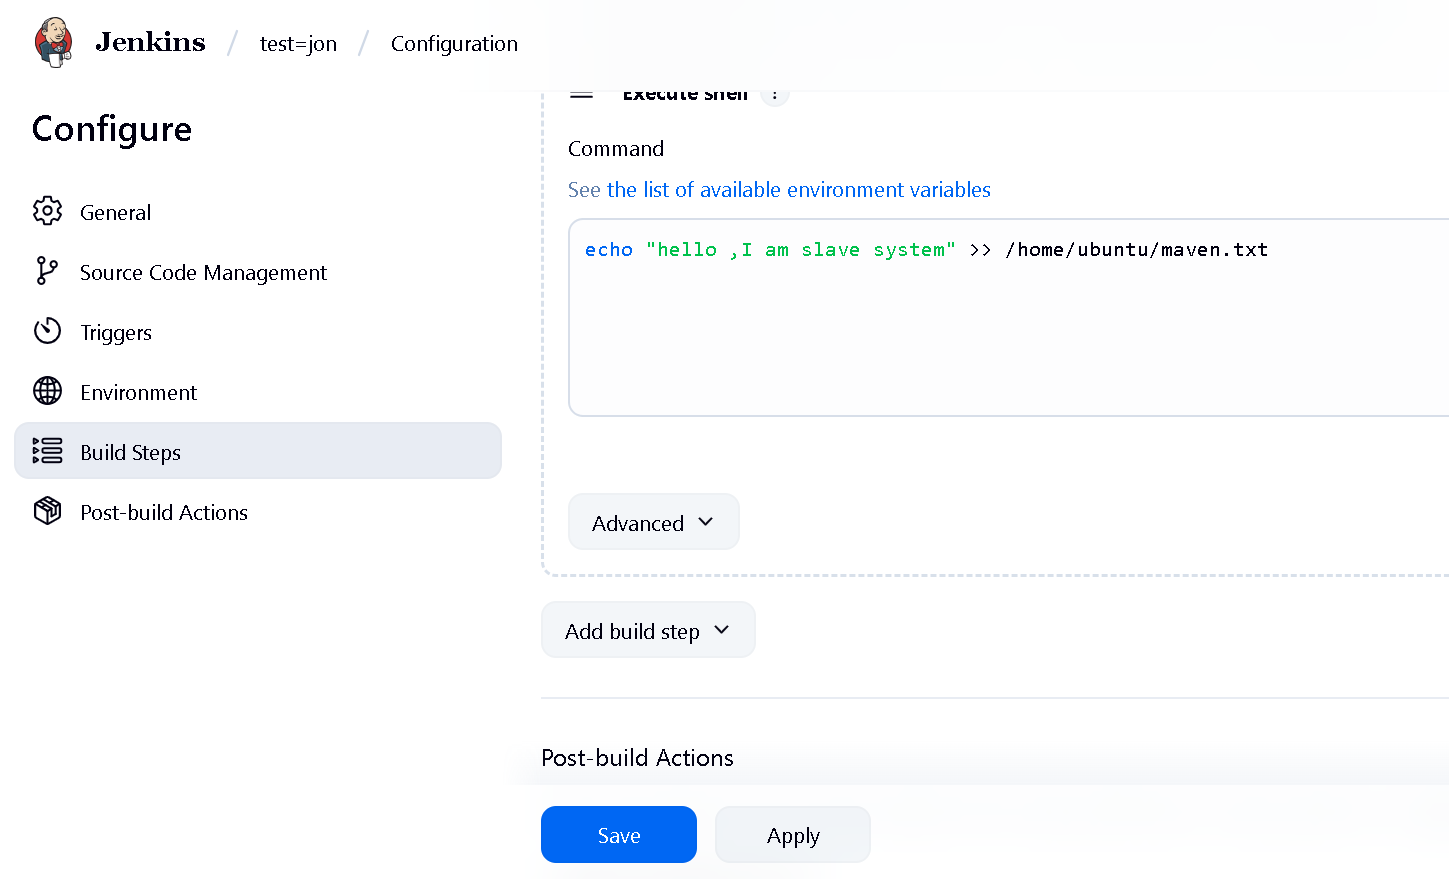 Jenkins / test=jon / Configuration
Configure
General
Source Code Management
Triggers
Environment
Build Steps
Post-build Actions
Execute shell
Command
See the list of available environment variables
echo "hello ,I am slave system" >> /home/ubuntu/maven.txt
Advanced
Add build step
Post-build Actions
Save
Apply